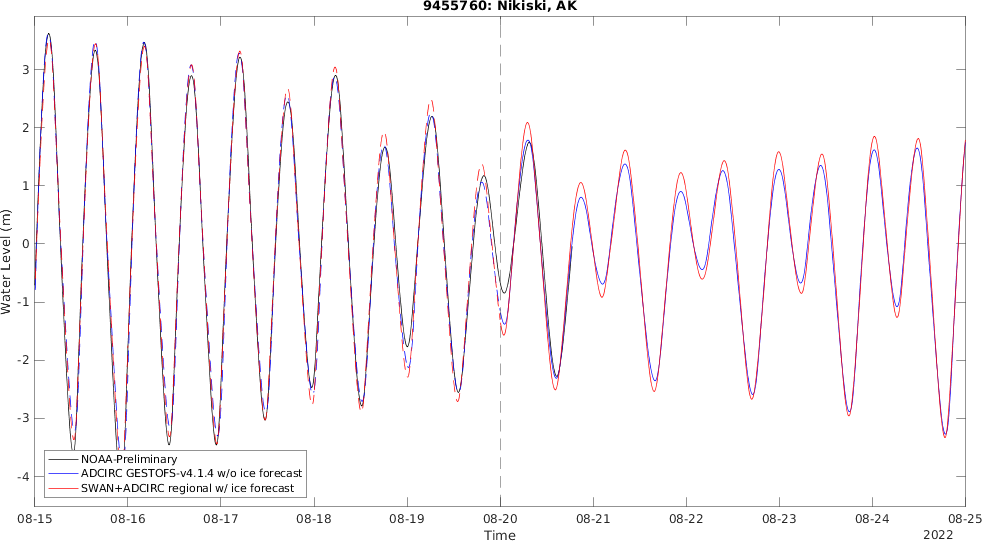 9455760: Nikiski, AK
3
2
1
0
-1
-2
-3
-4
Water Level (m)
NOAA-Preliminary
ADCIRC GESTOFS-v4.1.4 w/o ice forecast
SWAN+ADCIRC regional w/ ice forecast
08-15 08-16 08-17 08-18 08-19 08-20 08-21 08-22 08-23 08-24 08-25
Time
2022